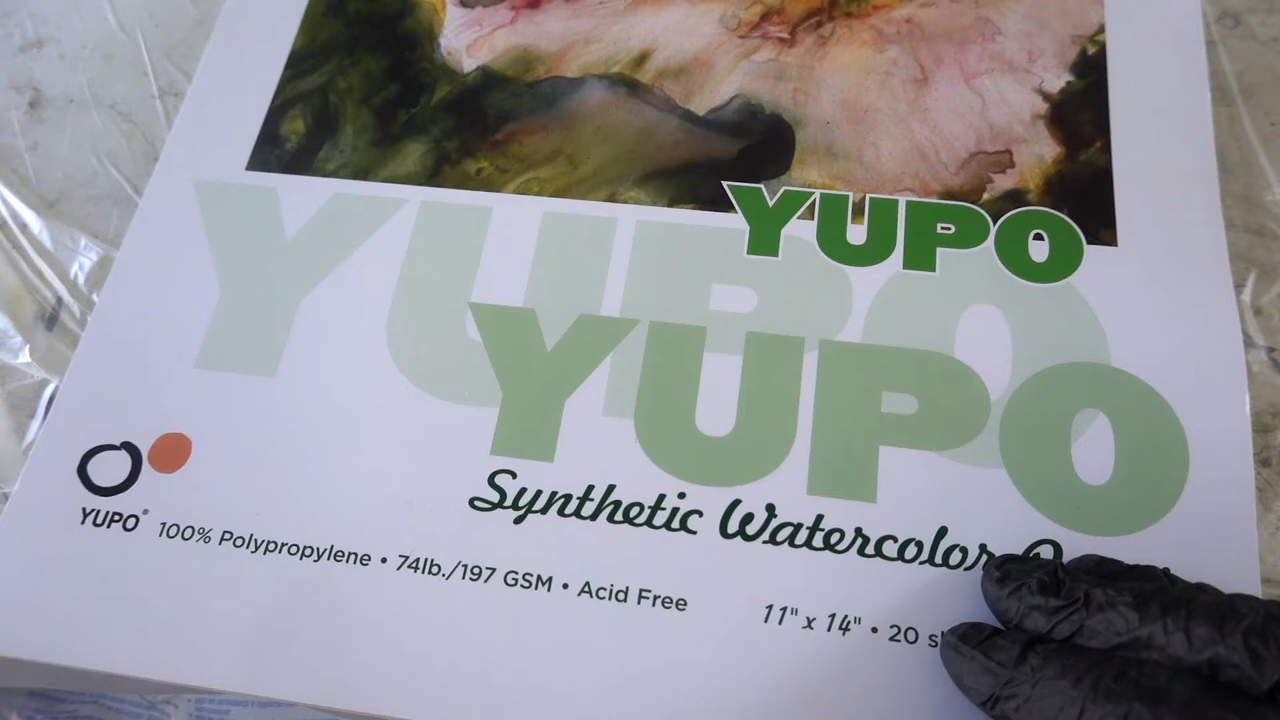 YUPO
YUPO
YUPO
Synthetic Watercolor
YUPO®
100% Polypropylene • 74lb./197 GSM • Acid Free
11" x 14" • 20